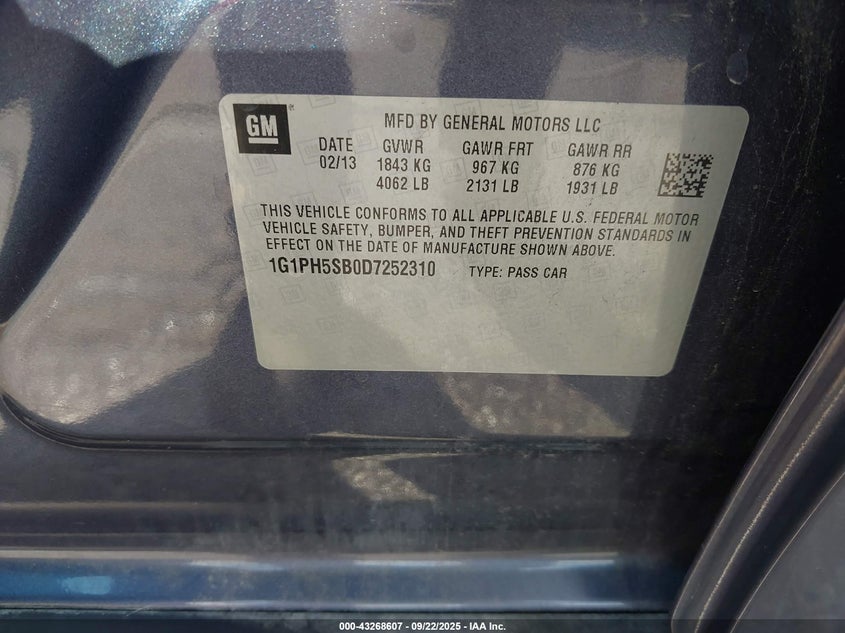 GM
MFD BY GENERAL MOTORS LLC
DATE GVWR GAWR FRT GAWR RR
02/13 1843 KG 967 KG 876 KG
4062 LB 2131 LB 1931 LB
THIS VEHICLE CONFORMS TO ALL APPLICABLE U.S. FEDERAL MOTOR
VEHICLE SAFETY, BUMPER, AND THEFT PREVENTION STANDARDS IN
EFFECT ON THE DATE OF MANUFACTURE SHOWN ABOVE.
1G1PH5SB0D7252310 TYPE: PASS CAR
000-43268607 - 09/22/2025 - IAA Inc.